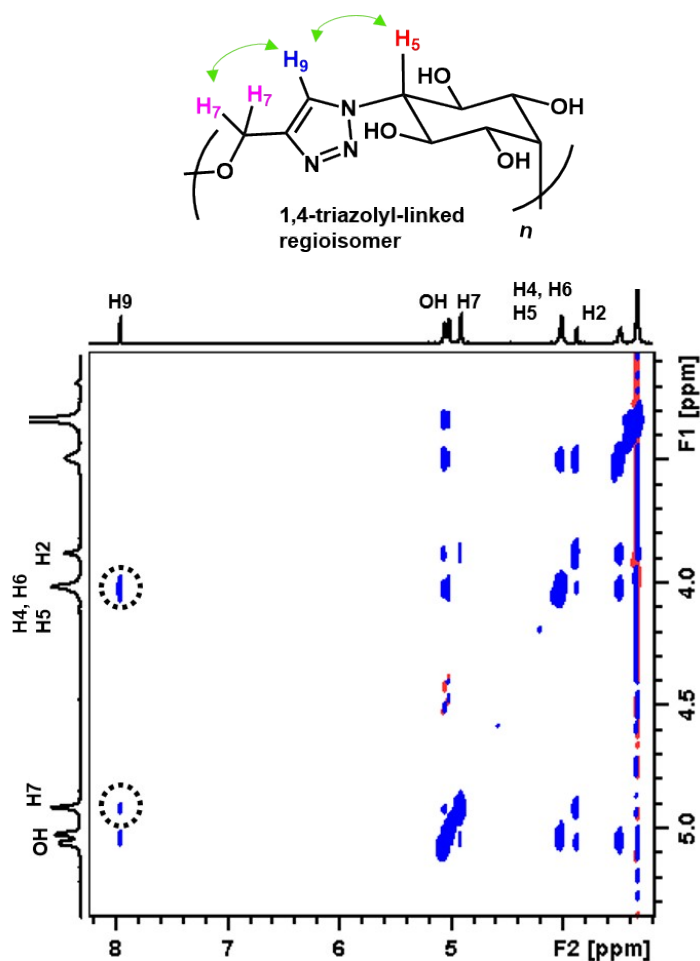 H5
H9
HO
H7
H7
N
OH
HO
N
N
OH
O
1,4-triazolyl-linked
regioisomer
n
H4, H6
H9
OH H7
H5
H2
F1 [ppm]
H2
H4, H6
H5
4.0
4.5
H7
OH
5.0
8
7
6
5
F2 [ppm]